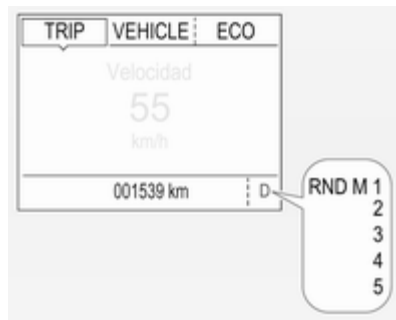 TRIP VEHICLE ECO
Velocidad
55
km/h
001539 km D
RND M 1
2
3
4
5